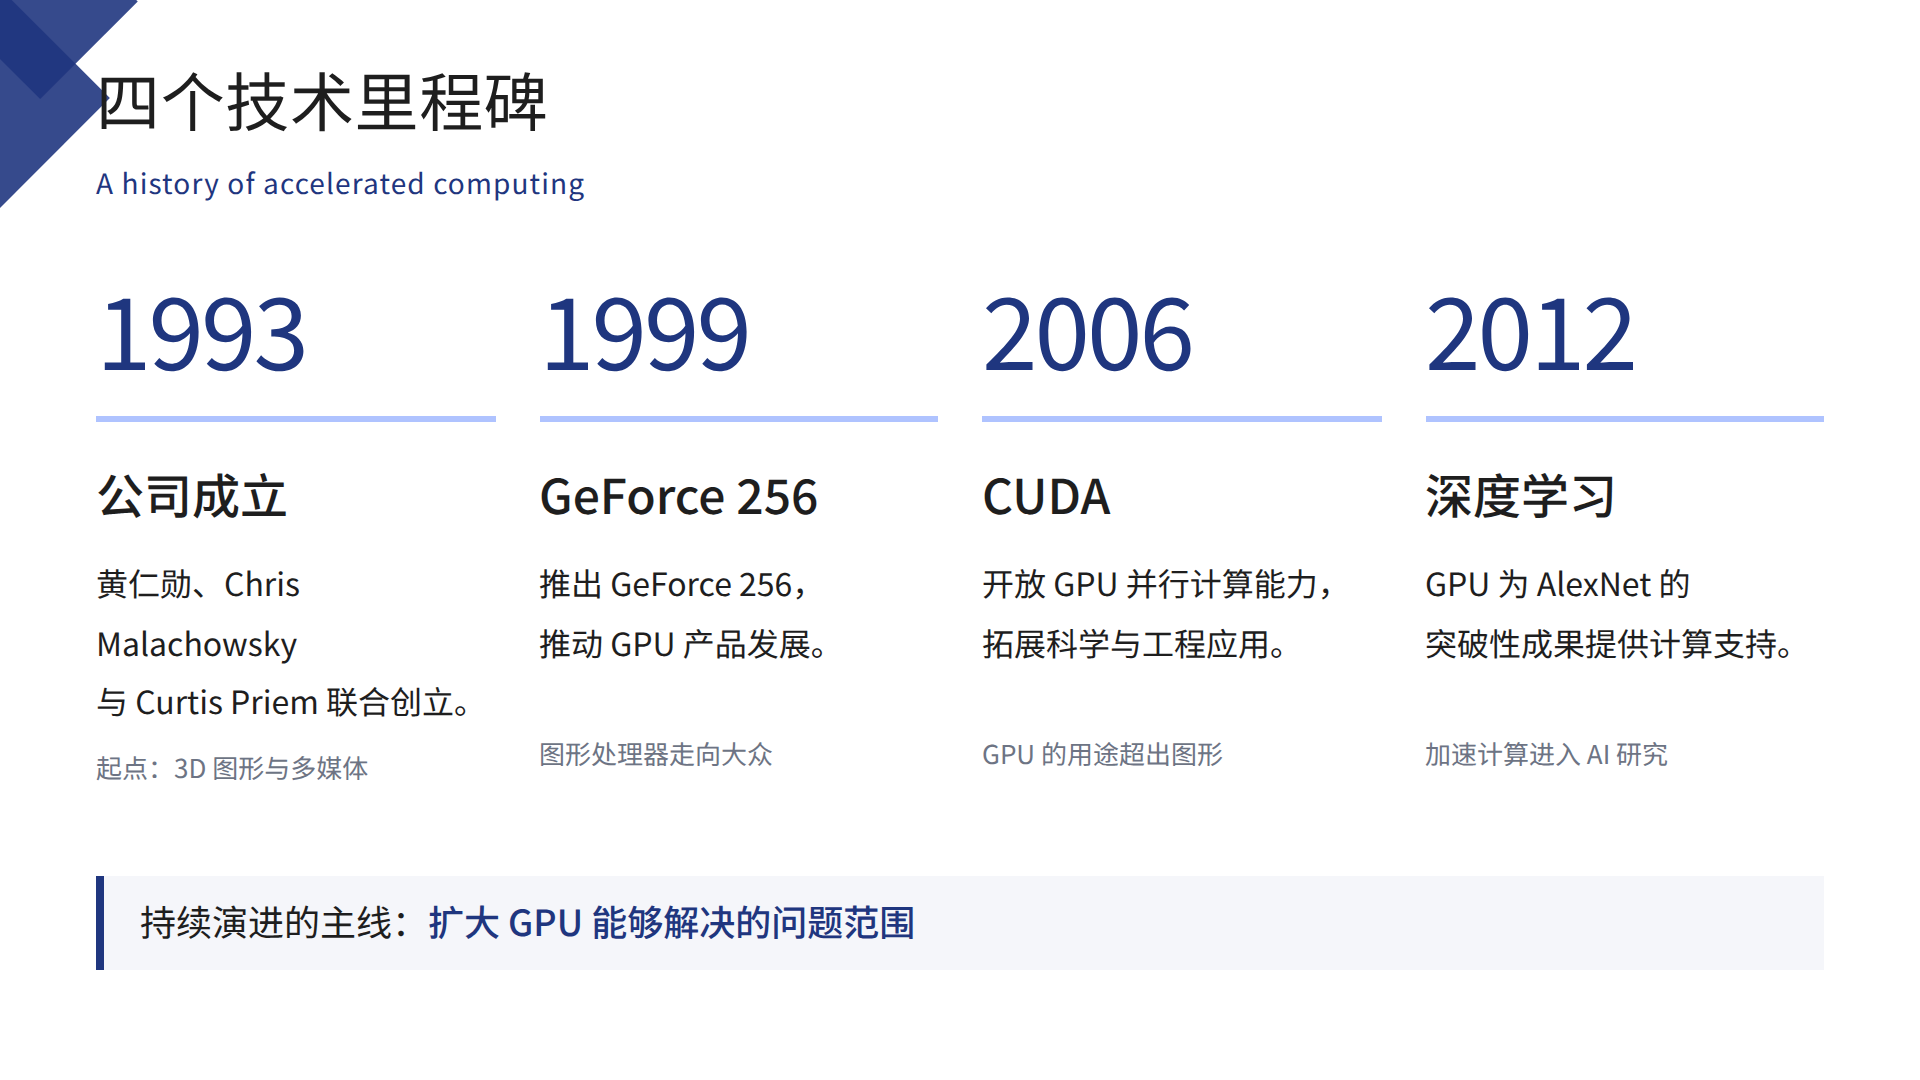 四个技术里程碑
A history of accelerated computing
1993
公司成立
黄仁勋、Chris
Malachowsky
与 Curtis Priem 联合创立。
起点：3D 图形与多媒体
1999
GeForce 256
推出 GeForce 256，
推动 GPU 产品发展。
图形处理器走向大众
2006
CUDA
开放 GPU 并行计算能力，
拓展科学与工程应用。
GPU 的用途超出图形
2012
深度学习
GPU 为 AlexNet 的
突破性成果提供计算支持。
加速计算进入 AI 研究
持续演进的主线：扩大 GPU 能够解决的问题范围